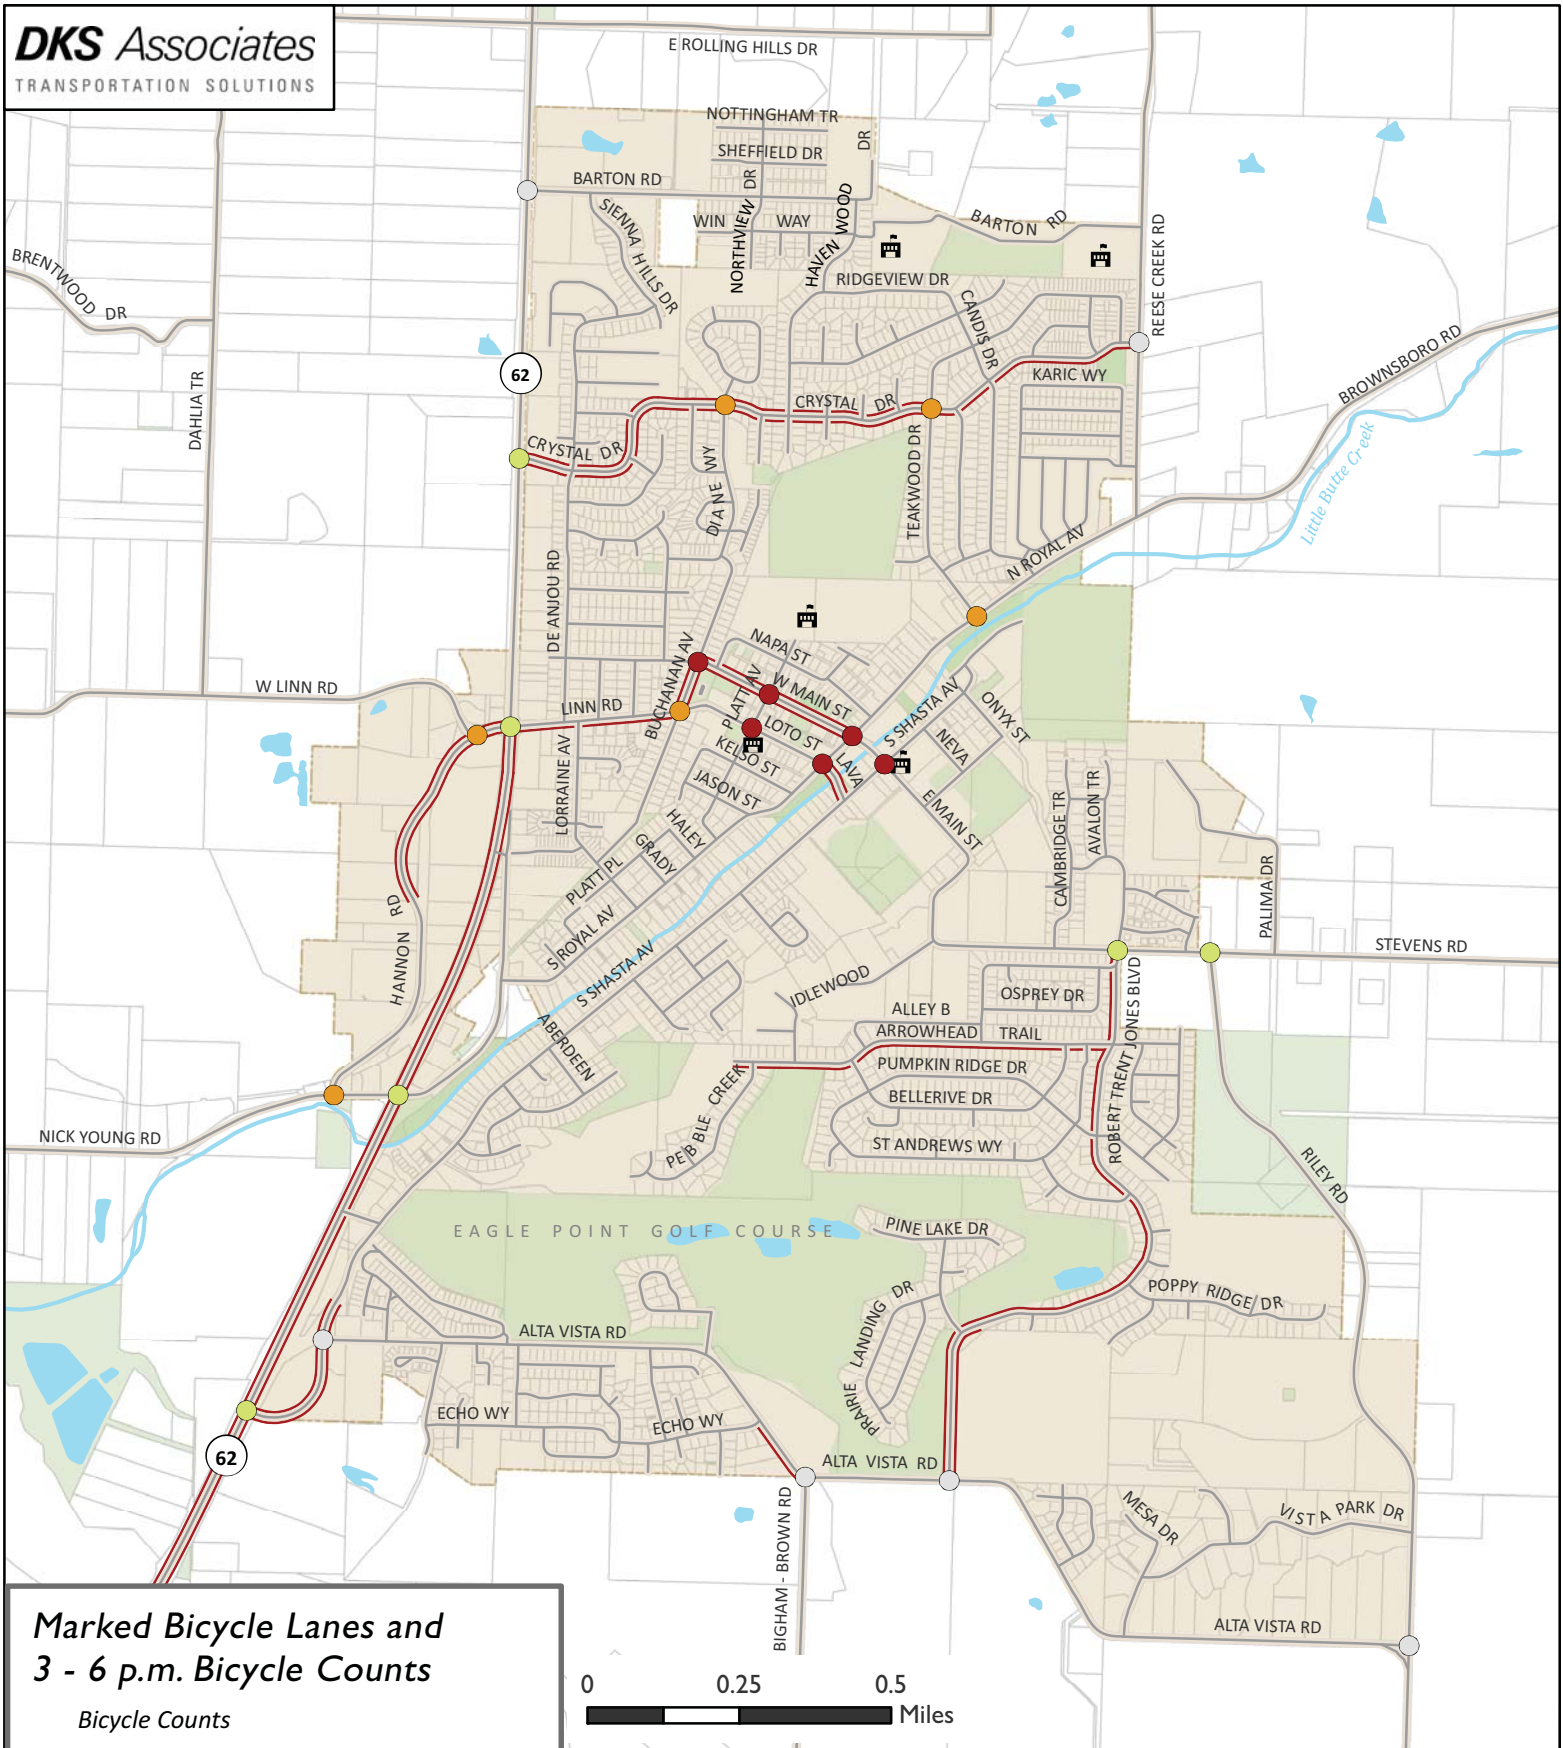 DKS Associates
TRANSPORTATION SOLUTIONS
E ROLLING HILLS DR
NOTTINGHAM TR
SHEFFIELD DR
DR
BARTON RD
DR
SIENNA HILLS DR
WIN WAY
NORTHVIEW
HAVEN WOOD
BARTON RD
REESE CREEK RD
BRENTWOOD DR
RIDGEVIEW DR
CANDIS DR
BROWNSBORO RD
62
DAHLIA TR
KARIC WY
CRYSTAL DR
CRYSTAL DR
DIANE WY
TEAKWOOD DR
Little Butte Creek
N ROYAL AV
DE ANJOU RD
NAPA ST
BUCHANAN AV
PLATT AV
W MAIN ST
W LINN RD
LINN RD
S SHASTA AV
ONYX ST
LOTO ST
NEVA
KELSO ST
LAVA
JASON ST
LORRAINE AV
HALEY
E MAIN ST
CAMBRIDGE TR
AVALON TR
GRADY
PLATT PL
PALIMA DR
HANNON RD
S ROYAL AV
STEVENS RD
S SHASTA AV
IDLEWOOD
OSPREY DR
ALLEY B
ARROWHEAD TRAIL
ROBERT TRENT JONES BLVD
ABERDEEN
PUMPKIN RIDGE DR
BELLERIVE DR
PEBBLE CREEK
NICK YOUNG RD
ST ANDREWS WY
RILEY RD
EAGLE POINT GOLF COURSE
PINE LAKE DR
POPPY RIDGE DR
PRAIRIE LANDING DR
ALTA VISTA RD
ECHO WY
ECHO WY
62
ALTA VISTA RD
MESA DR
VISTA PARK DR
BIGHAM - BROWN RD
ALTA VISTA RD
Marked Bicycle Lanes and
3 - 6 p.m. Bicycle Counts
Bicycle Counts
0 0.25 0.5
Miles